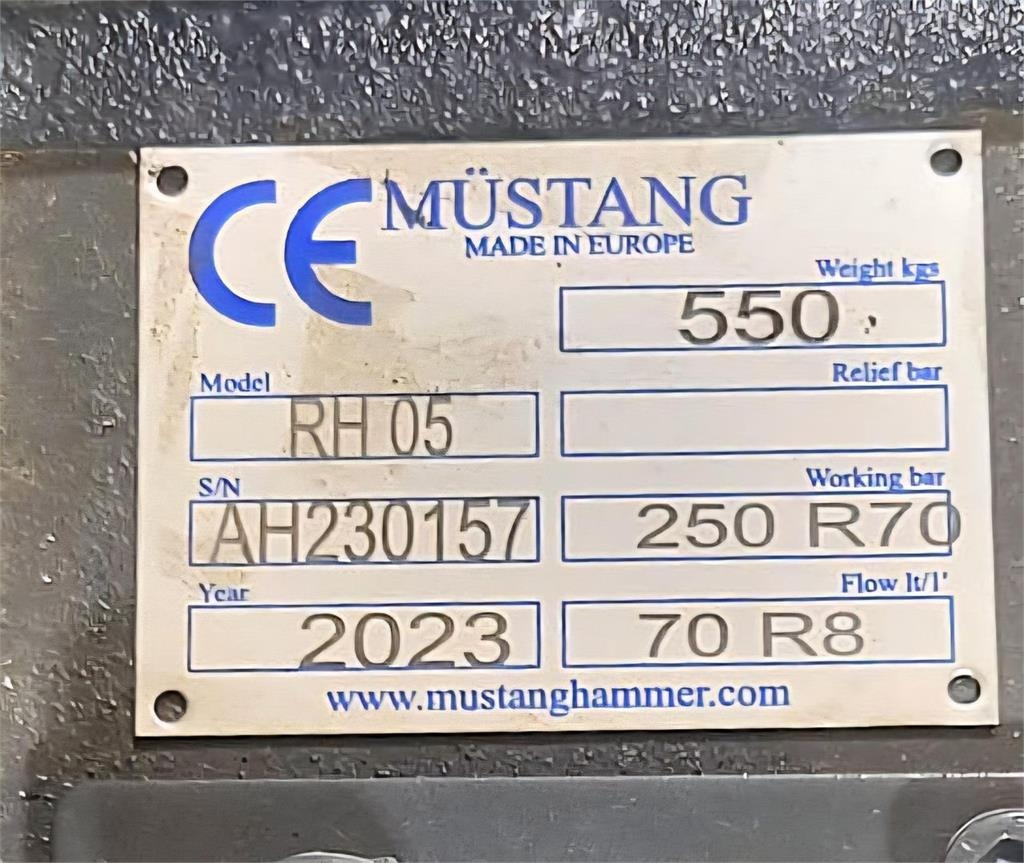 CE MÜSTANG
MADE IN EUROPE
Weight kgs
550
Model
RH 05
Relief bar
S/N
AH230157
Working bar
250 R70
Year
2023
Flow lt/1'
70 R8
www.mustanghammer.com